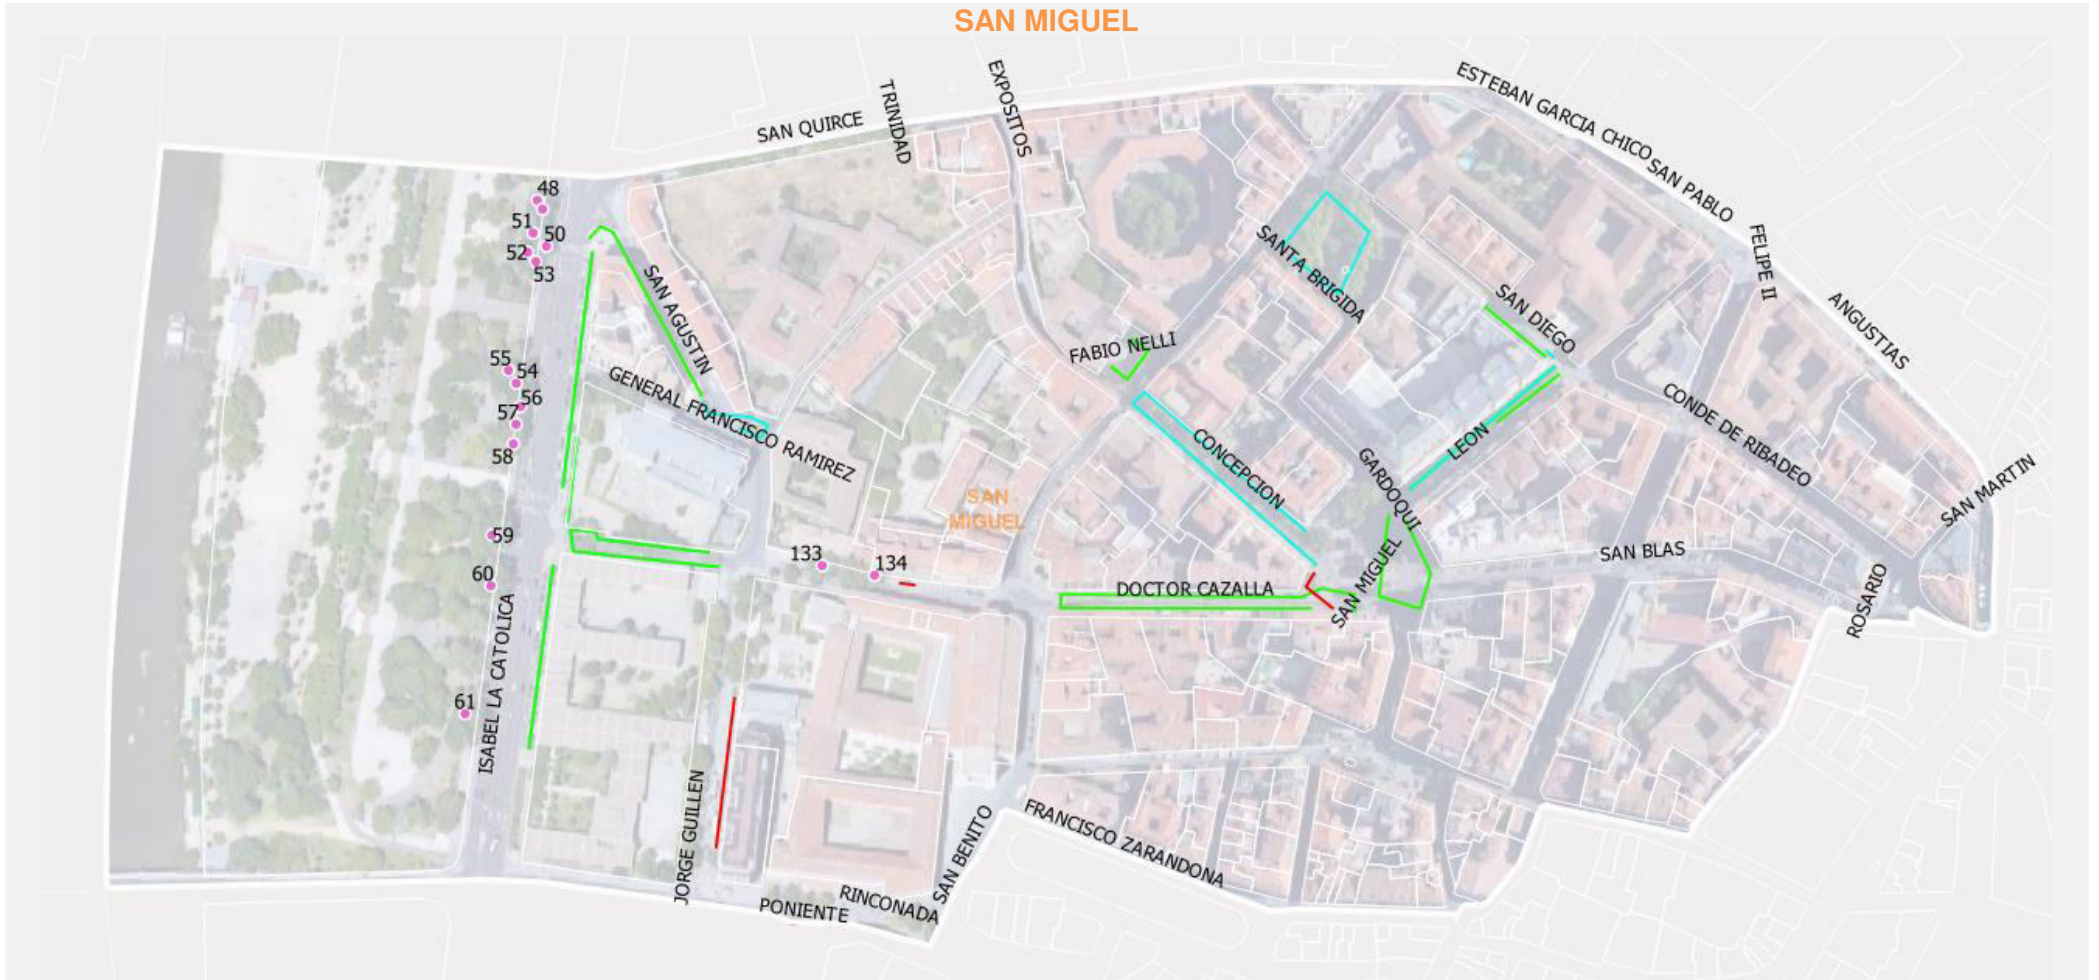 SAN MIGUEL
EXPOSITOS
ESTEBAN GARCIA CHICO
TRINIDAD
SAN QUIRCE
SAN PABLO
48
51
50
52
53
FELIPE II
SANTA BRIGIDA
SAN AGUSTIN
SAN DIEGO
ANGUSTIAS
FABIO NELLI
55
54
56
57
58
GENERAL FRANCISCO RAMIREZ
CONCEPCION
LEON
GARDOQUI
CONDE DE RIBADEO
SAN MARTIN
SAN
MIGUEL
59
133
134
60
DOCTOR CAZALLA
SAN MIGUEL
SAN BLAS
ROSARIO
61
ISABEL LA CATOLICA
JORGE GUILLEN
SAN BENITO
FRANCISCO ZARANDONA
RINCONADA
PONIENTE